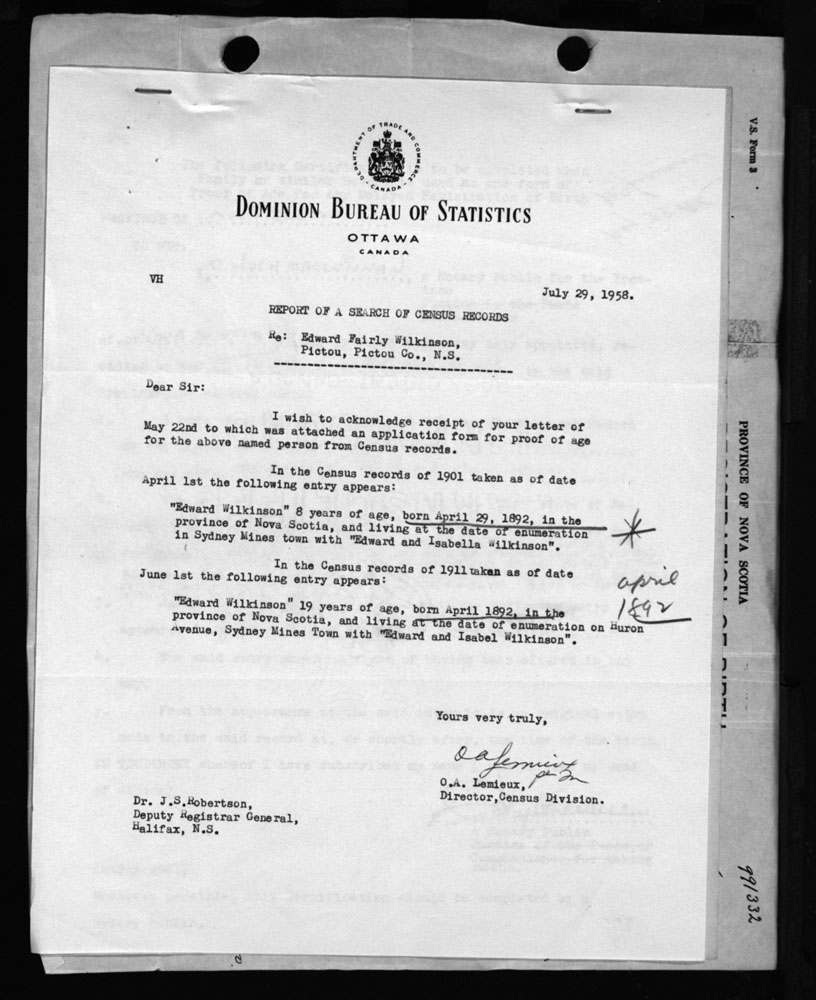 DEPARTMENT OF TRADE AND COMMERCE
CANADA
DOMINION BUREAU OF STATISTICS
OTTAWA
CANADA
VH
July 29, 1958.
REPORT OF A SEARCH OF CENSUS RECORDS
Re: Edward Fairly Wilkinson,
Pictou, Pictou Co., N.S.
Dear Sir:
I wish to acknowledge receipt of your letter of
May 22nd to which was attached an application form for proof of age
for the above named person from Census records.
In the Census records of 1901 taken as of date
April 1st the following entry appears:
"Edward Wilkinson" 8 years of age, born April 29, 1892, in the
province of Nova Scotia, and living at the date of enumeration
in Sydney Mines town with "Edward and Isabella Wilkinson".
In the Census records of 1911 taken as of date
June 1st the following entry appears:
"Edward Wilkinson" 19 years of age, born April 1892, in the
province of Nova Scotia, and living at the date of enumeration on Huron
Avenue, Sydney Mines Town with "Edward and Isabel Wilkinson".
april
1892
Yours very truly,
O A Lemieux
per M
O.A. Lemieux,
Director, Census Division.
Dr. J.S.Robertson,
Deputy Registrar General,
Halifax, N.S.
V.S. Form 3
PROVINCE OF NOVA SCOTIA
991332